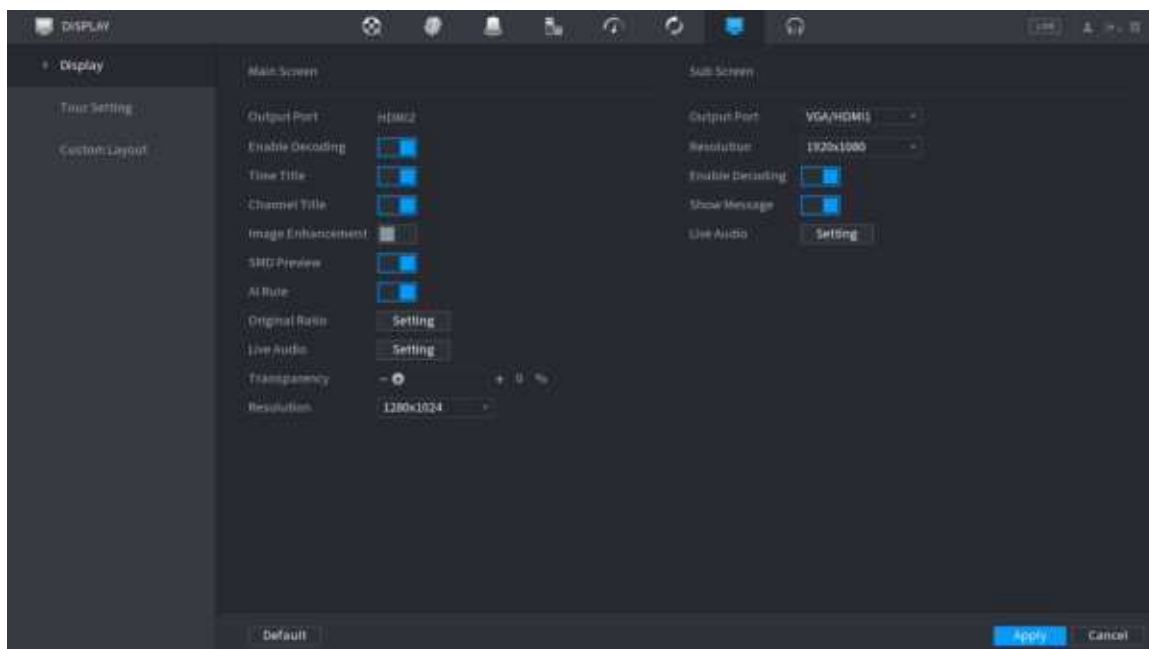 DISPLAY
LIVE
Display
Tour Setting
Custom Layout
Main Screen
Output Port HDMI2
Enable Decoding
Time Title
Channel Title
Image Enhancement
SMD Preview
AI Rule
Original Ratio Setting
Live Audio Setting
Transparency - + 0 %
Resolution 1280x1024
Sub Screen
Output Port VGA/HDMI1
Resolution 1920x1080
Enable Decoding
Show Message
Live Audio Setting
Default
Apply
Cancel